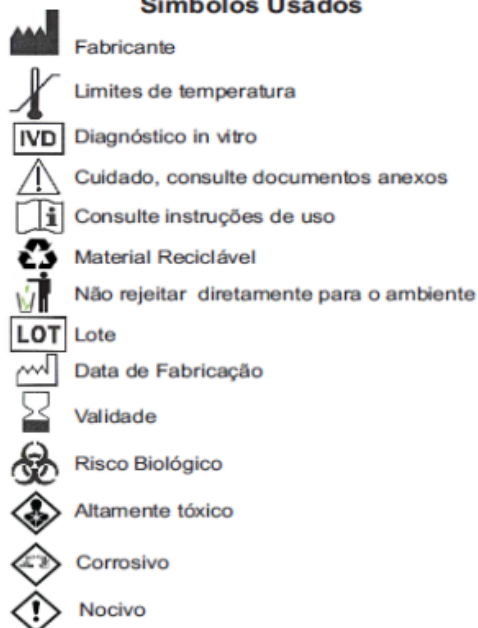 Símbolos Usados
Fabricante
Limites de temperatura
IVD Diagnóstico in vitro
Cuidado, consulte documentos anexos
i Consulte instruções de uso
Material Reciclável
Não rejeitar diretamente para o ambiente
LOT Lote
Data de Fabricação
Validade
Risco Biológico
Altamente tóxico
Corrosivo
Nocivo